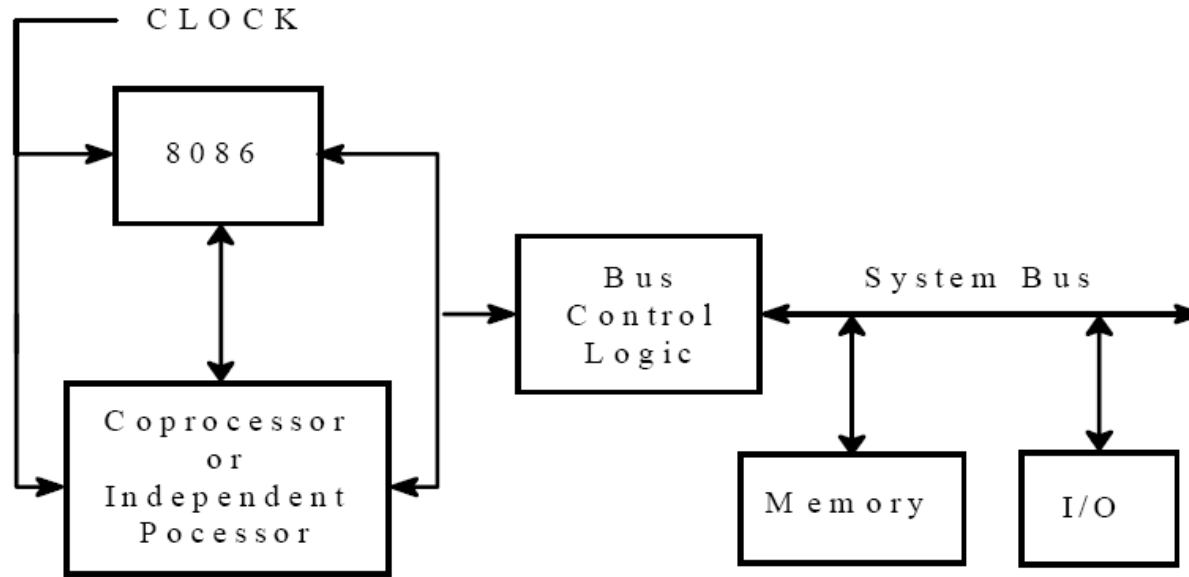 CLOCK
8086
Bus
Control
Logic
System Bus
Coprocessor
or
Independent
Pocessor
Memory
I/O